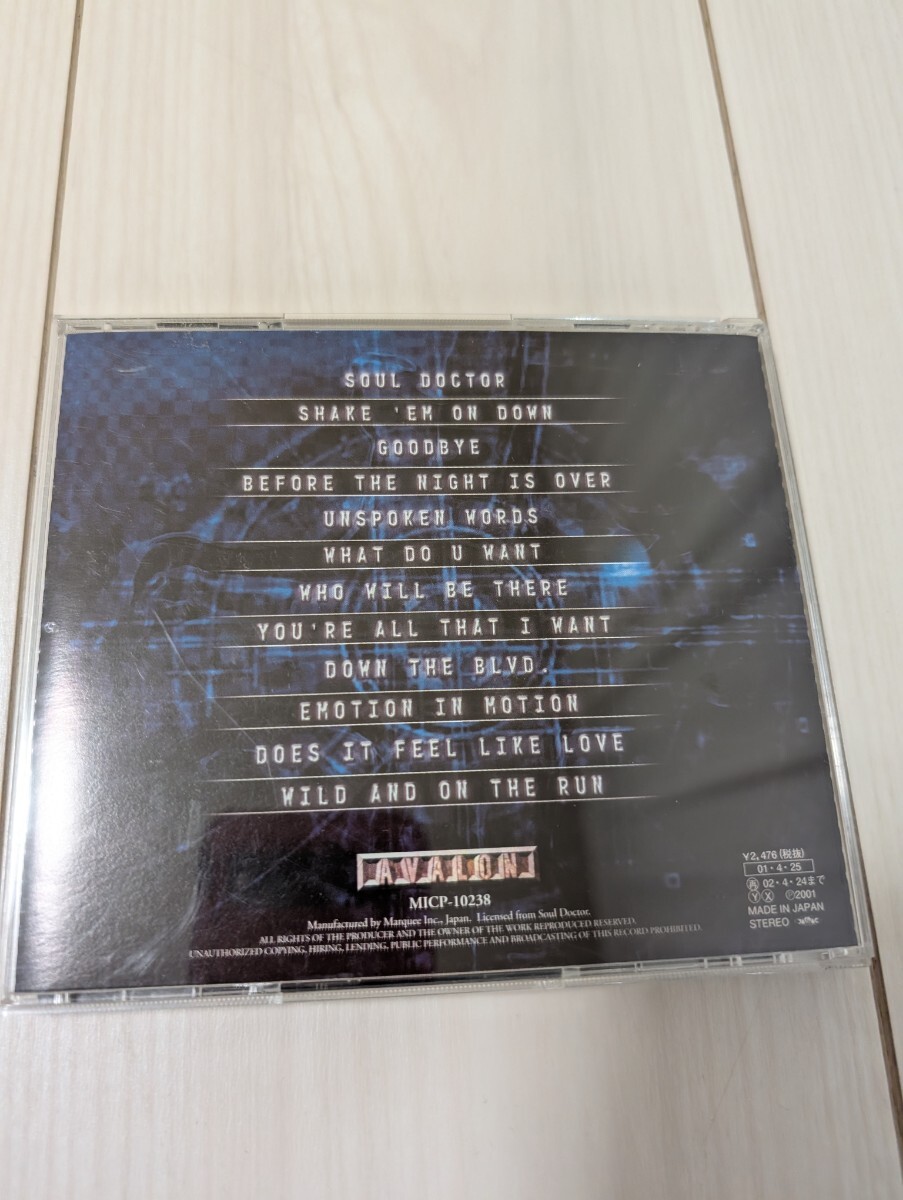 SOUL DOCTOR
SHAKE 'EM ON DOWN
GOODBYE
BEFORE THE NIGHT IS OVER
UNSPOKEN WORDS
WHAT DO U WANT
WHO WILL BE THERE
YOU'RE ALL THAT I WANT
DOWN THE BLVD.
EMOTION IN MOTION
DOES IT FEEL LIKE LOVE
WILD AND ON THE RUN
AVALON
MICP-10238
Manufactured by Marquee Inc., Japan. Licensed from Soul Doctor.
ALL RIGHTS OF THE PRODUCER AND THE OWNER OF THE WORK REPRODUCED RESERVED.
UNAUTHORIZED COPYING, HIRING, LENDING, PUBLIC PERFORMANCE AND BROADCASTING OF THIS RECORD PROHIBITED.
¥2,476(税抜)
01・4・25
再 02・4・24まで
Ⓨ Ⓧ ℗2001
MADE IN JAPAN
STEREO